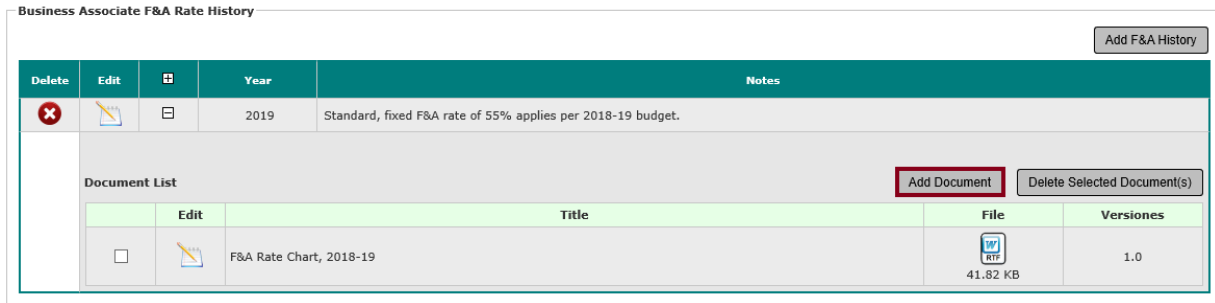 Business Associate F&A Rate History
Add F&A History
Delete Edit Year Notes
2019 Standard, fixed F&A rate of 55% applies per 2018-19 budget.
Document List Add Document Delete Selected Document(s)
Edit Title File Versiones
F&A Rate Chart, 2018-19 W RTF 1.0
41.82 KB